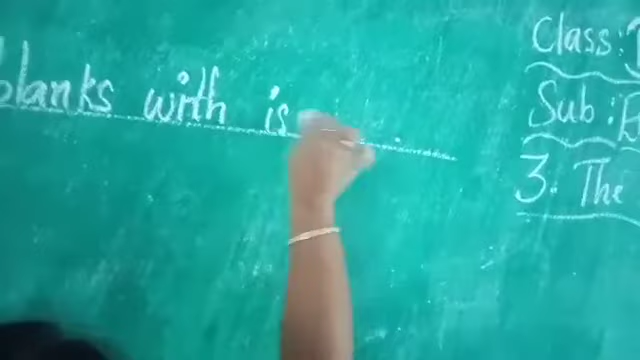 blanks with is
Class:
Sub:
3. The